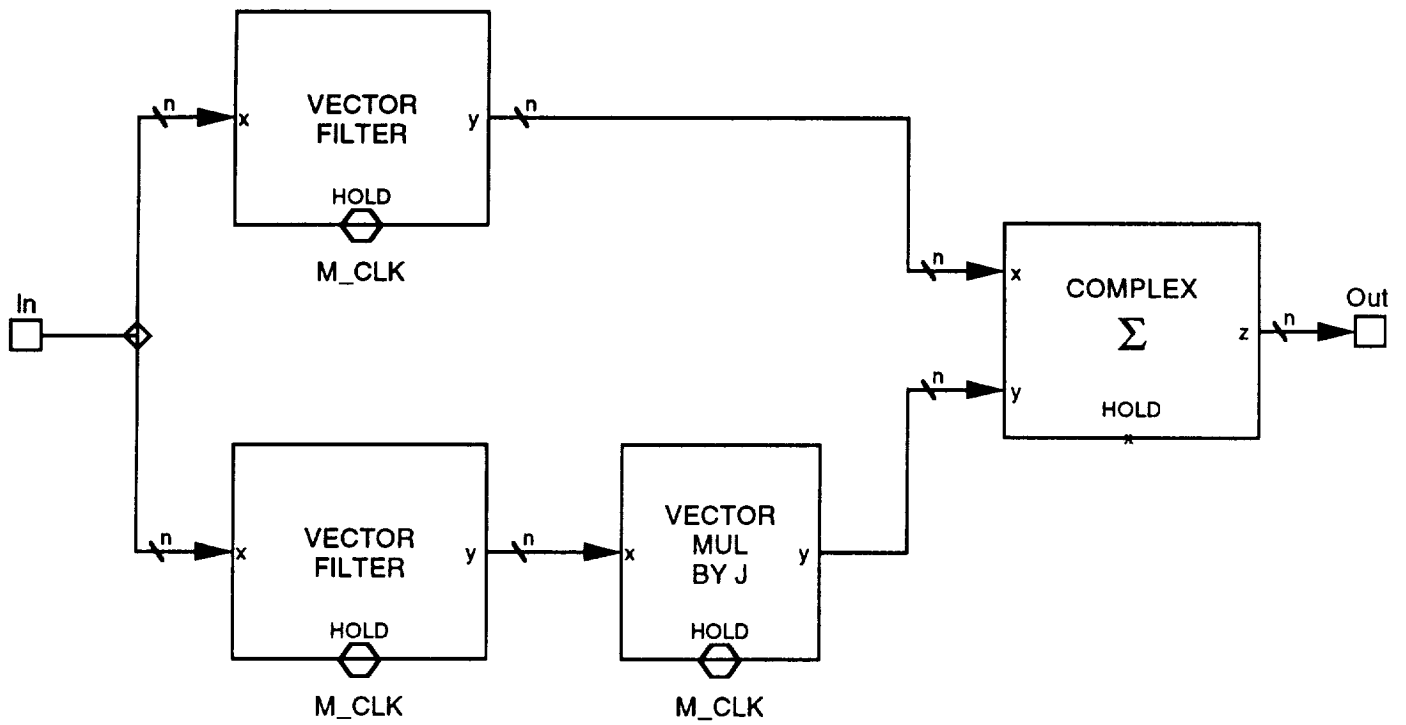 n
x
VECTOR
FILTER
y
n
HOLD
M_CLK
In
n
x
COMPLEX
Σ
z
n
Out
n
y
HOLD
x
n
x
VECTOR
FILTER
y
n
x
VECTOR
MUL
BY J
y
HOLD
HOLD
M_CLK
M_CLK